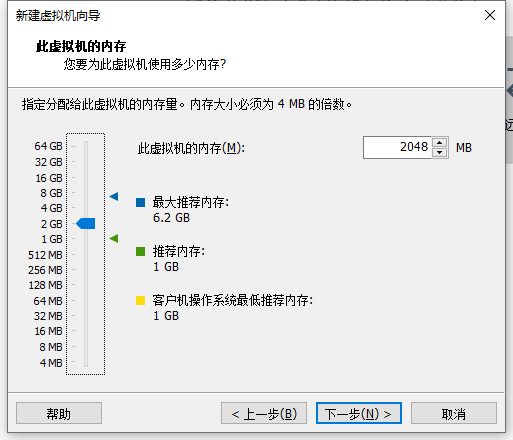 新建虚拟机向导
此虚拟机的内存
您要为此虚拟机使用多少内存?
指定分配给此虚拟机的内存量。内存大小必须为 4 MB 的倍数。
此虚拟机的内存(M):
2048 MB
64 GB
32 GB
16 GB
8 GB
4 GB
2 GB
1 GB
512 MB
256 MB
128 MB
64 MB
32 MB
16 MB
8 MB
4 MB
最大推荐内存:
6.2 GB
推荐内存:
1 GB
客户机操作系统最低推荐内存:
1 GB
帮助
< 上一步(B)
下一步(N) >
取消